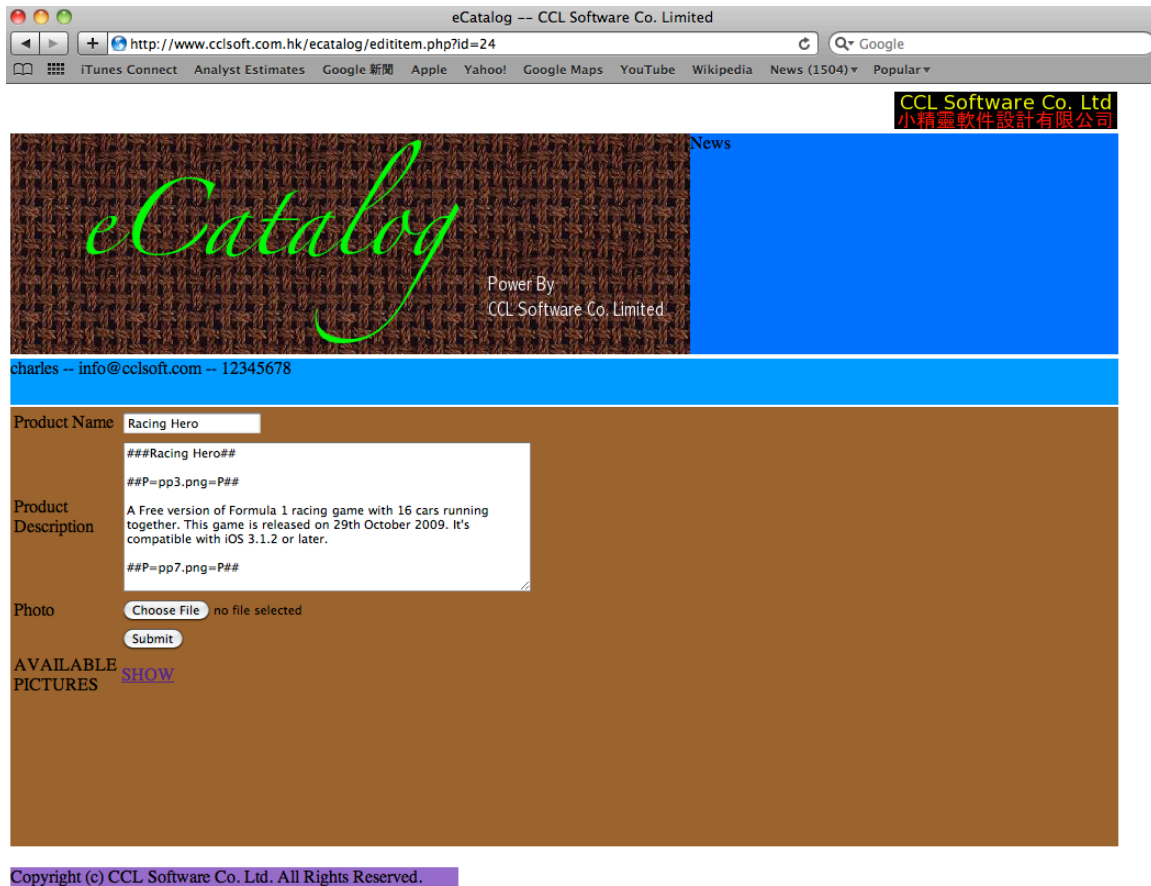 eCatalog -- CCL Software Co. Limited
http://www.cclsoft.com.hk/ecatalog/edititem.php?id=24
Google
iTunes Connect Analyst Estimates Google 新聞 Apple Yahoo! Google Maps YouTube Wikipedia News (1504) Popular
CCL Software Co. Ltd
小精靈軟件設計有限公司
eCatalog
Power By
CCL Software Co. Limited
News
charles -- info@cclsoft.com -- 12345678
Product Name Racing Hero
Product
Description
###Racing Hero##
##P=pp3.png=P##
A Free version of Formula 1 racing game with 16 cars running
together. This game is released on 29th October 2009. It's
compatible with iOS 3.1.2 or later.
##P=pp7.png=P##
Photo Choose File no file selected
Submit
AVAILABLE
PICTURES
SHOW
Copyright (c) CCL Software Co. Ltd. All Rights Reserved.